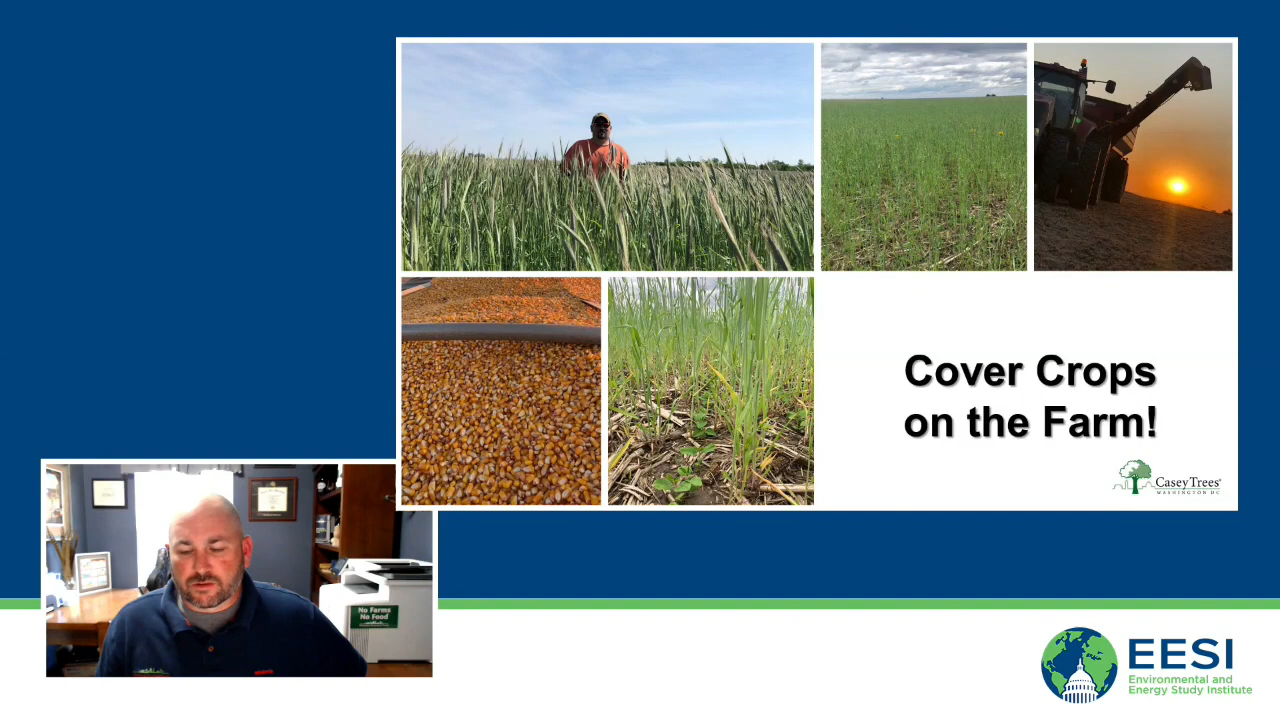 Cover Crops
on the Farm!
Casey Trees®
WASHINGTON DC
No Farms
No Food
EESI
Environmental and
Energy Study Institute